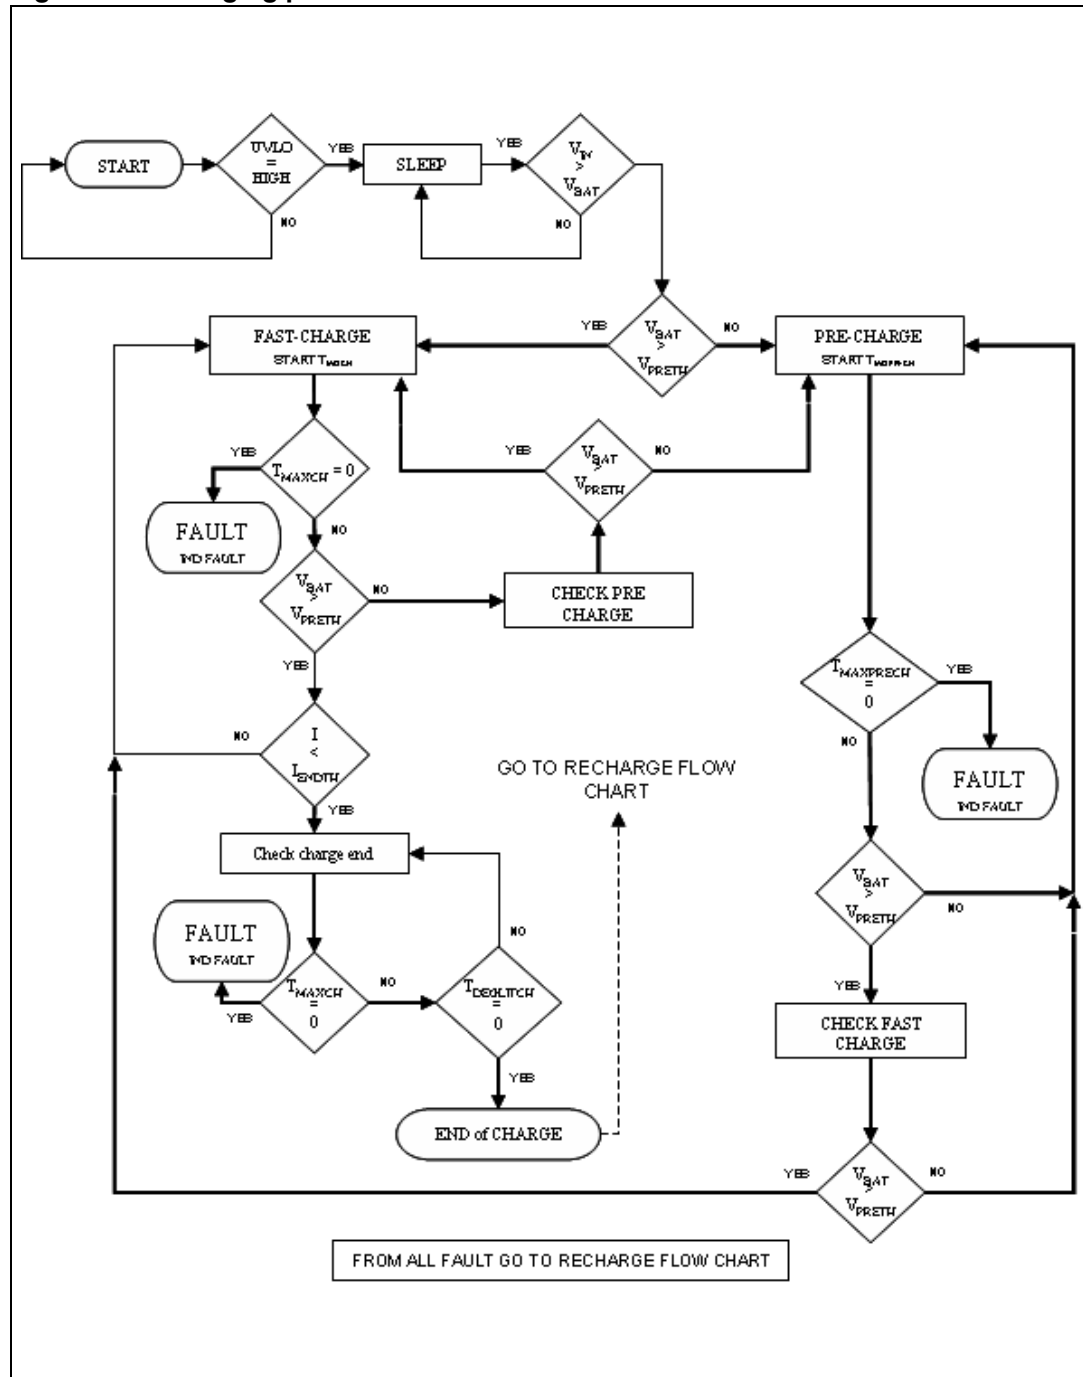 START
UVLO
=
HIGH
YES
NO
SLEEP
YES
V_IN
>
V_BAT
NO
FAST-CHARGE
START T_MAXCH
YES
V_BAT
>
V_PRETH
NO
PRE-CHARGE
START T_MAXPRECH
YES
T_MAXCH = 0
NO
FAULT
IND FAULT
YES
V_BAT
>
V_PRETH
NO
V_BAT
>
V_PRETH
NO
YES
CHECK PRE
CHARGE
T_MAXPRECH
=
0
YES
NO
FAULT
IND FAULT
NO
I
<
I_ENDTH
YES
GO TO RECHARGE FLOW
CHART
Check charge end
V_BAT
>
V_PRETH
NO
YES
FAULT
IND FAULT
T_MAXCH
=
0
YES
NO
T_DEGLITCH
=
0
NO
YES
CHECK FAST
CHARGE
END of CHARGE
YES
V_BAT
>
V_PRETH
NO
FROM ALL FAULT GO TO RECHARGE FLOW CHART